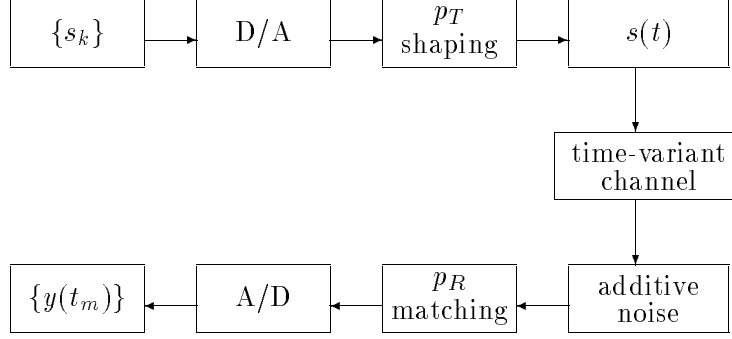 {s_k}
D/A
p_T
shaping
s(t)
time-variant
channel
{y(t_m)}
A/D
p_R
matching
additive
noise